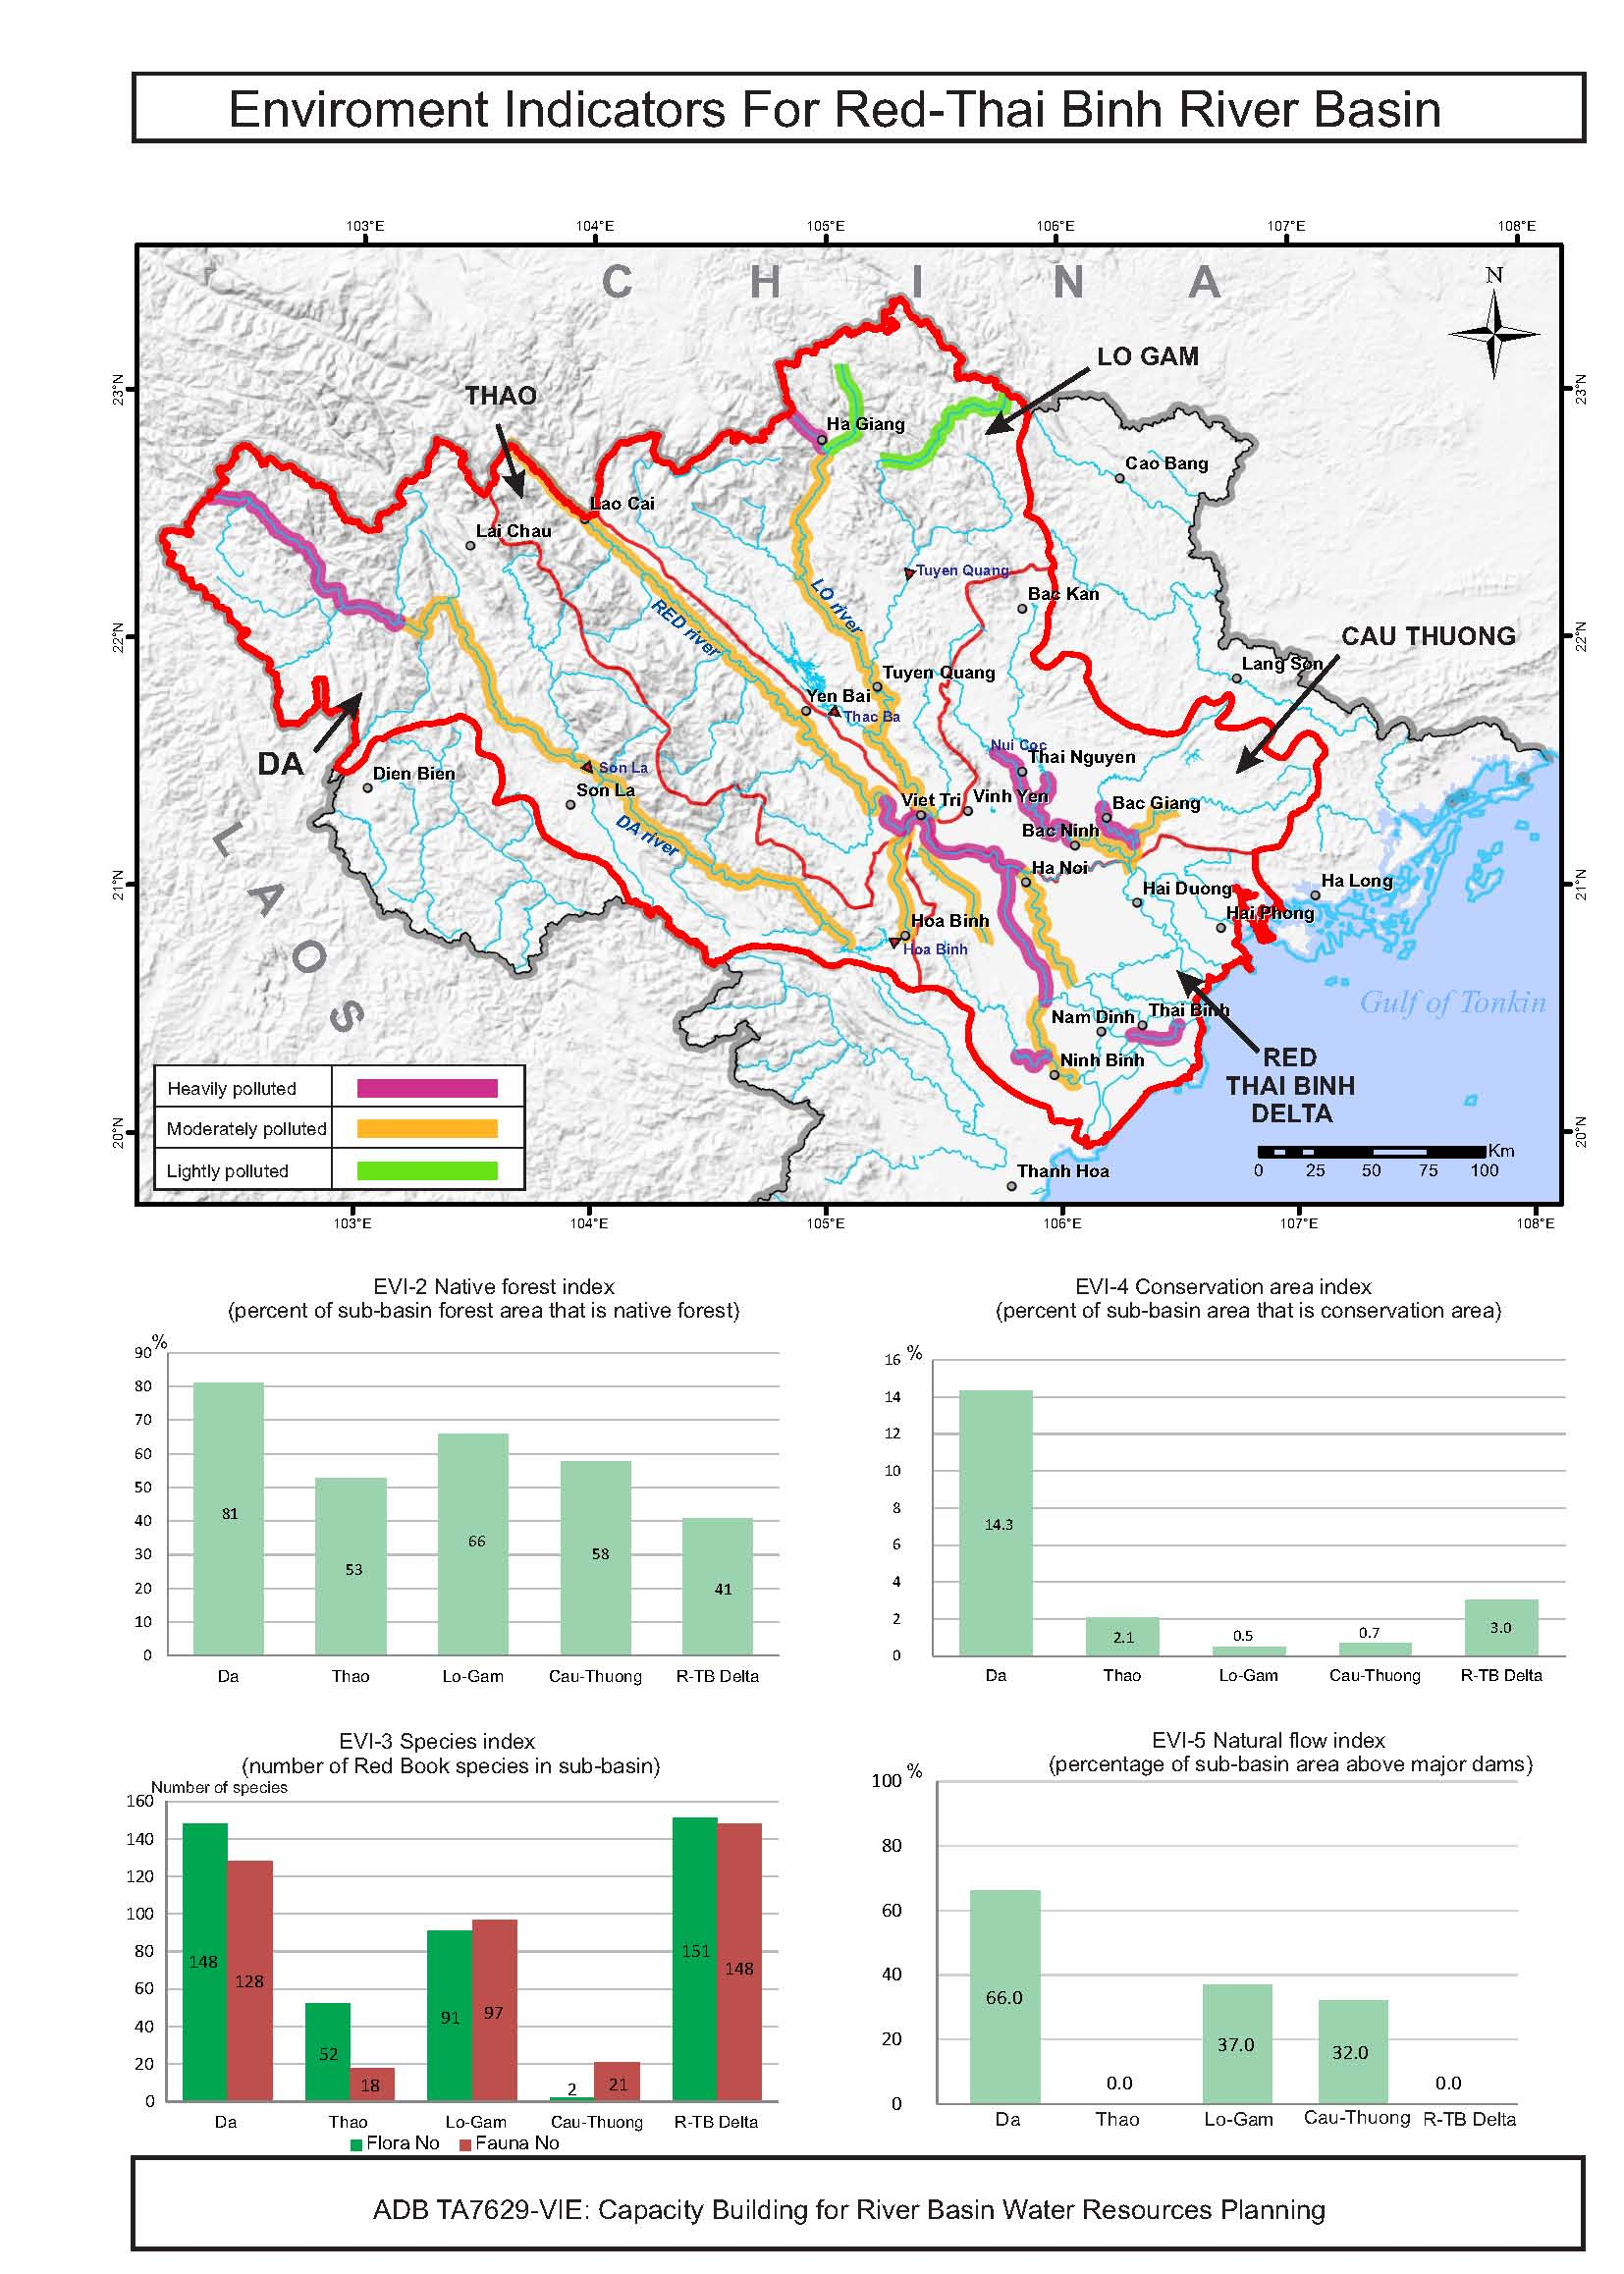 Enviroment Indicators For Red-Thai Binh River Basin
103°E 104°E 105°E 106°E 107°E 108°E
C H I N A
N
LO GAM
23°N
23°N
THAO
Ha Giang
Cao Bang
Lao Cai
Lai Chau
Tuyen Quang
Bac Kan
LO river
RED river
22°N
22°N
CAU THUONG
Lang Son
Tuyen Quang
Yen Bai
Thac Ba
DA
Nui Coc
Thai Nguyen
Son La
Dien Bien
Son La
Viet Tri
Vinh Yen
Bac Giang
DA river
Bac Ninh
Ha Noi
21°N
21°N
Hai Duong
Ha Long
Hai Phong
Hoa Binh
Hoa Binh
LAOS
Gulf of Tonkin
Nam Dinh
Thai Binh
Ninh Binh
RED
THAI BINH
DELTA
Heavily polluted
Moderately polluted
Lightly polluted
20°N
20°N
Km
0 25 50 75 100
Thanh Hoa
103°E 104°E 105°E 106°E 107°E 108°E
EVI-2 Native forest index
(percent of sub-basin forest area that is native forest)
%
90
80
70
60
50
40
30
20
10
0
81
53
66
58
41
Da Thao Lo-Gam Cau-Thuong R-TB Delta
EVI-4 Conservation area index
(percent of sub-basin area that is conservation area)
%
16
14
12
10
8
6
4
2
0
14.3
2.1
0.5
0.7
3.0
Da Thao Lo-Gam Cau-Thuong R-TB Delta
EVI-3 Species index
(number of Red Book species in sub-basin)
Number of species
160
140
120
100
80
60
40
20
0
148
128
52
18
91
97
2
21
151
148
Da Thao Lo-Gam Cau-Thuong R-TB Delta
Flora No Fauna No
EVI-5 Natural flow index
(percentage of sub-basin area above major dams)
%
100
80
60
40
20
0
66.0
0.0
37.0
32.0
0.0
Da Thao Lo-Gam Cau-Thuong R-TB Delta
ADB TA7629-VIE: Capacity Building for River Basin Water Resources Planning